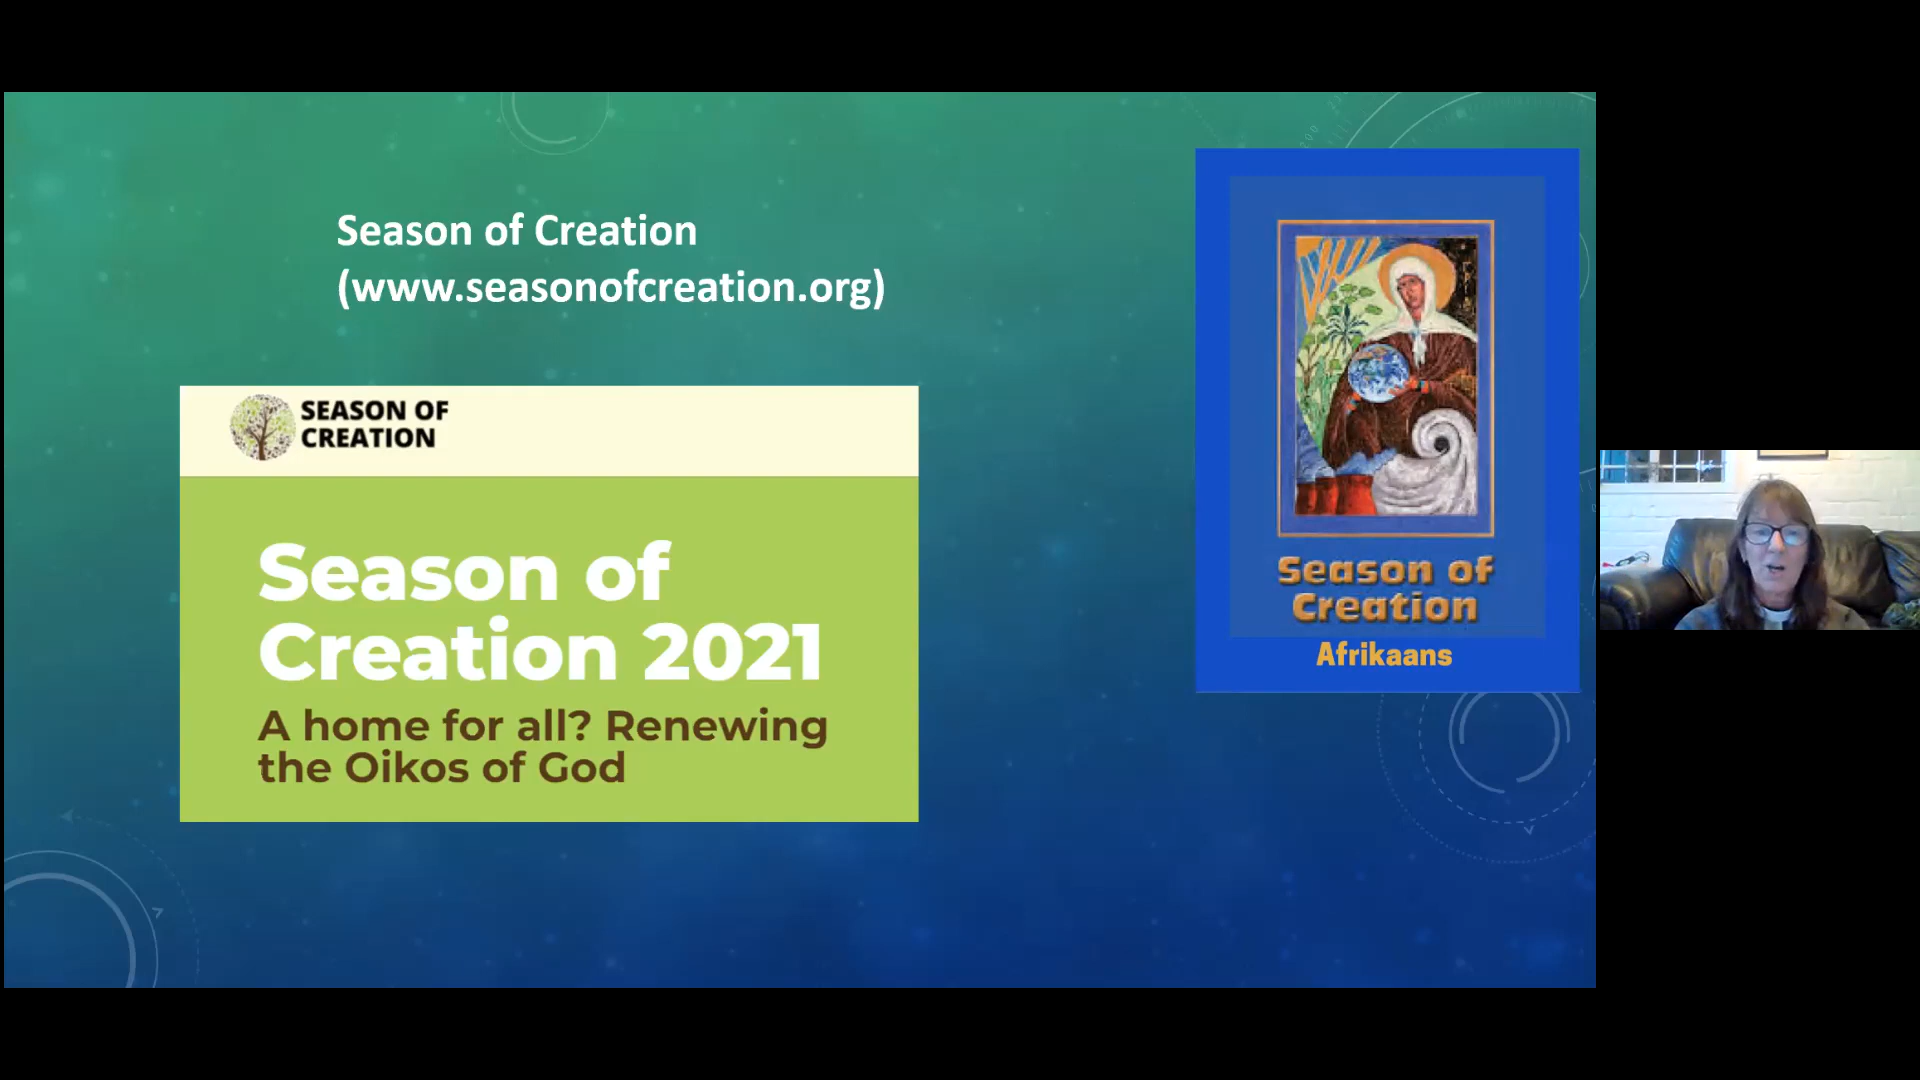 Season of Creation
(www.seasonofcreation.org)
SEASON OF
CREATION
Season of
Creation 2021
A home for all? Renewing
the Oikos of God
Season of
Creation
Afrikaans